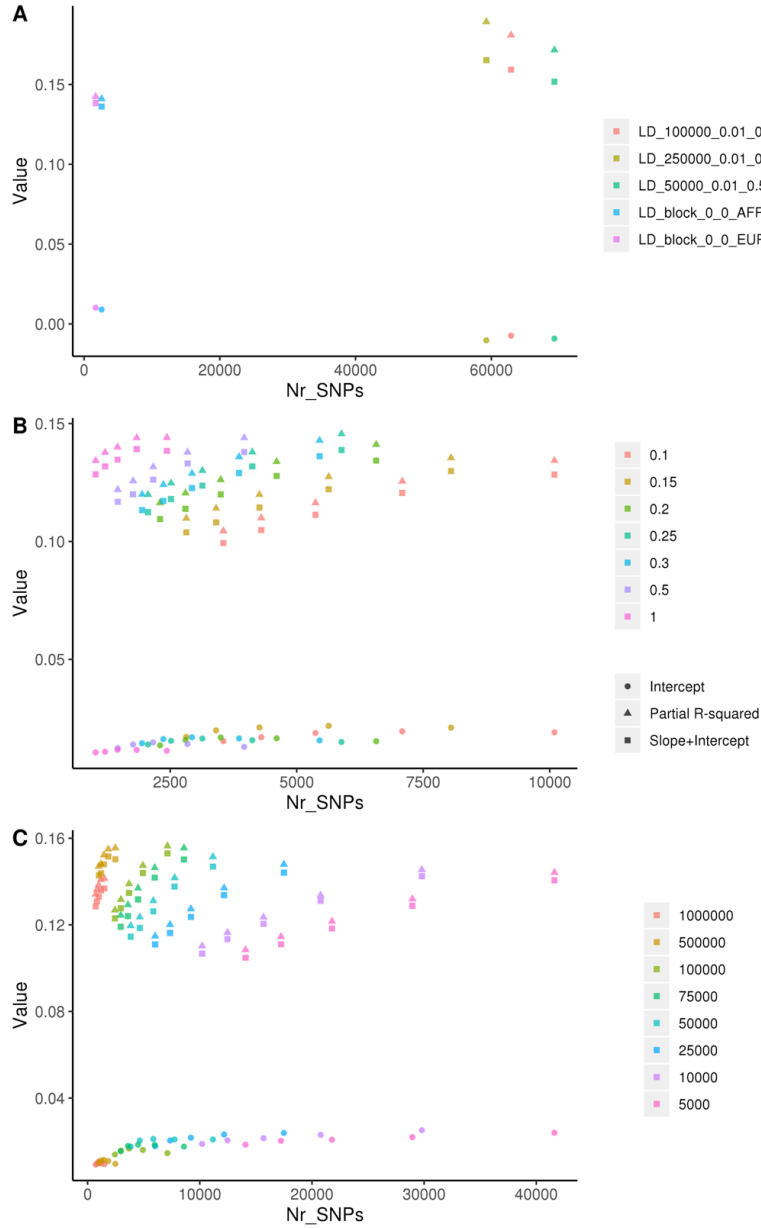 A
0.15
0.10
0.05
0.00
Value
0
20000
40000
60000
Nr_SNPs
LD_100000_0.01_0
LD_250000_0.01_0
LD_50000_0.01_0.5
LD_block_0_0_AFR
LD_block_0_0_EUR
B
0.15
0.10
0.05
Value
2500
5000
7500
10000
Nr_SNPs
0.1
0.15
0.2
0.25
0.3
0.5
1
Intercept
Partial R-squared
Slope+Intercept
C
0.16
0.12
0.08
0.04
Value
0
10000
20000
30000
40000
Nr_SNPs
1000000
500000
100000
75000
50000
25000
10000
5000